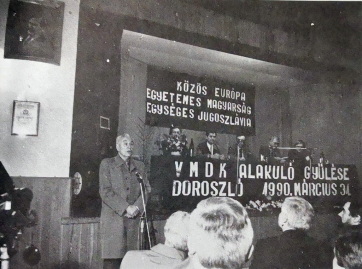 KÖZÖS EURÓPA
EGYETEMES MAGYARSÁG
EGYSÉGES JUGOSZLÁVIA
VMDK ALAKULÓ GYŰLÉSE
DOROSZLÓ 1990. MÁRCIUS 31.